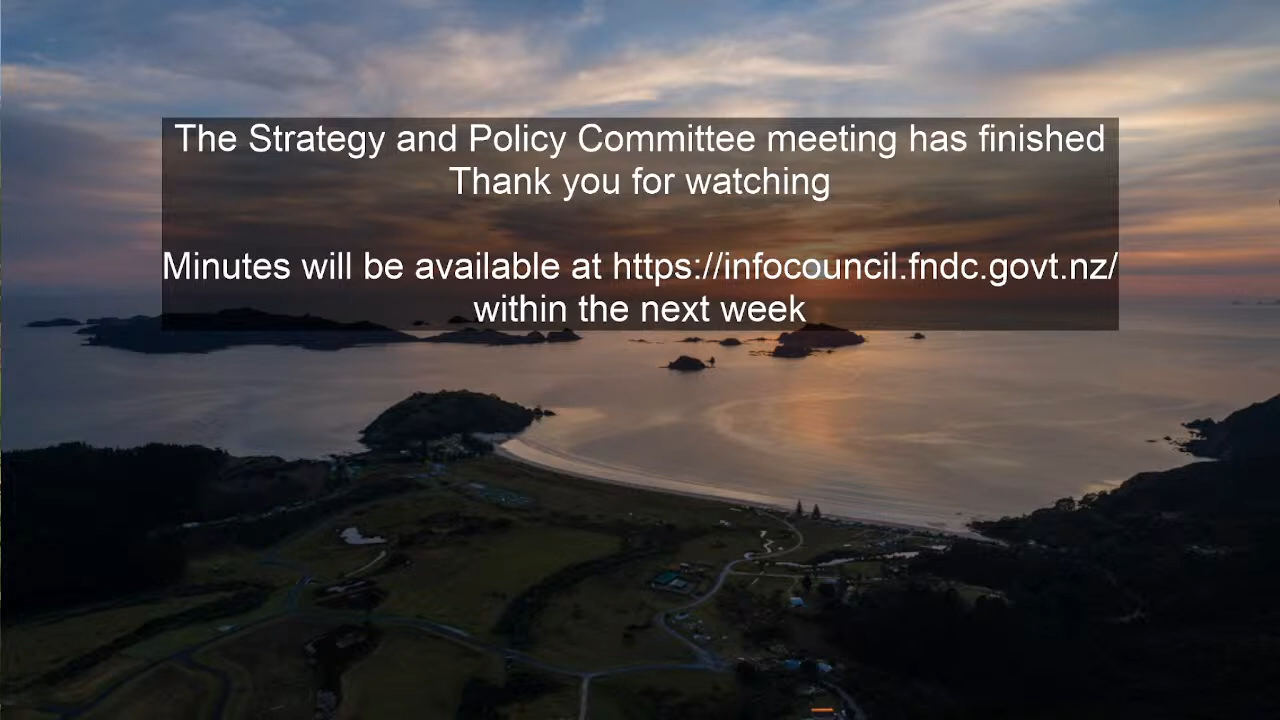 The Strategy and Policy Committee meeting has finished
Thank you for watching
Minutes will be available at https://infocouncil.fndc.govt.nz/
within the next week